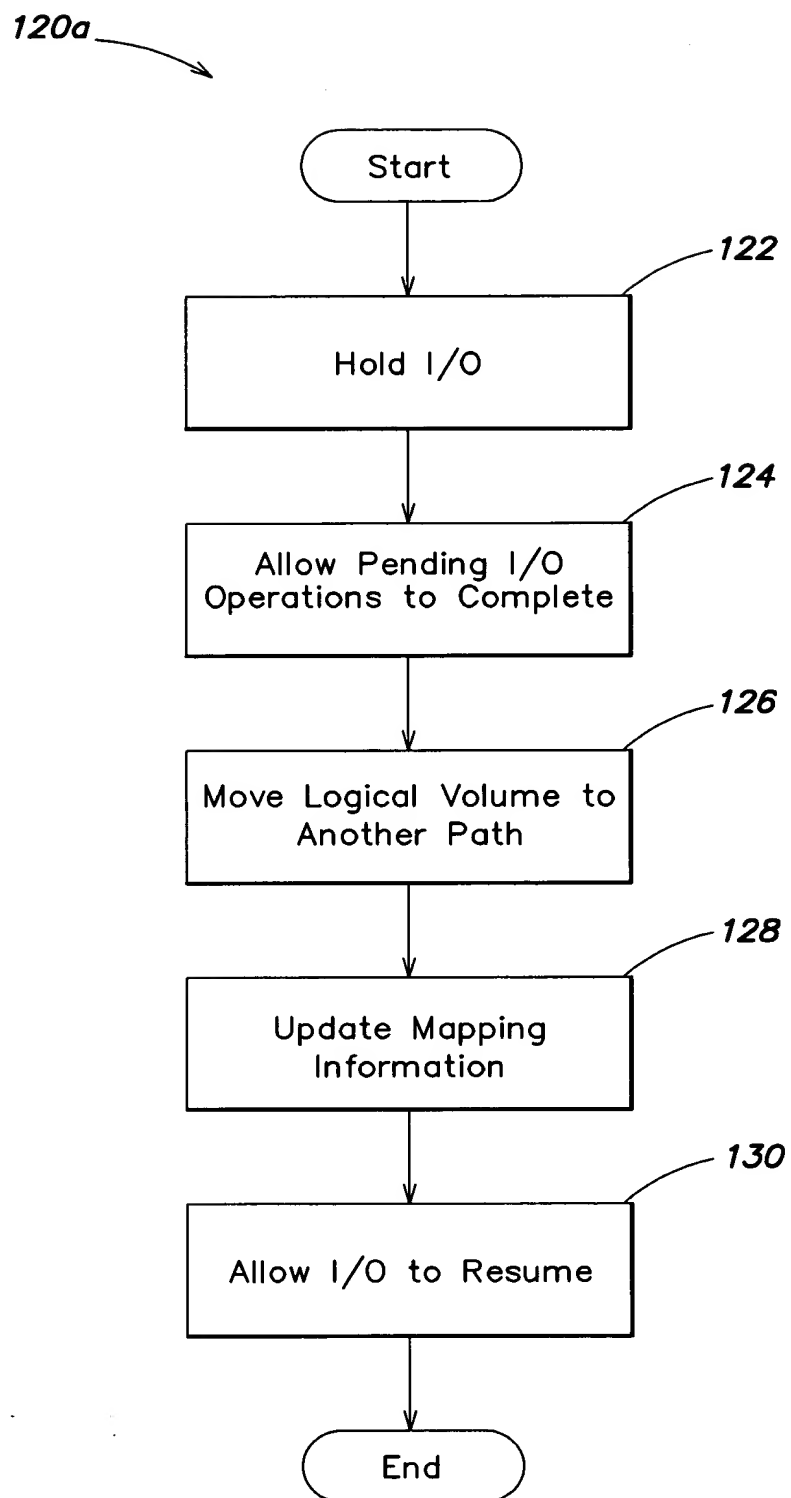 120a
Start
122
Hold I/O
124
Allow Pending I/O
Operations to Complete
126
Move Logical Volume to
Another Path
128
Update Mapping
Information
130
Allow I/O to Resume
End